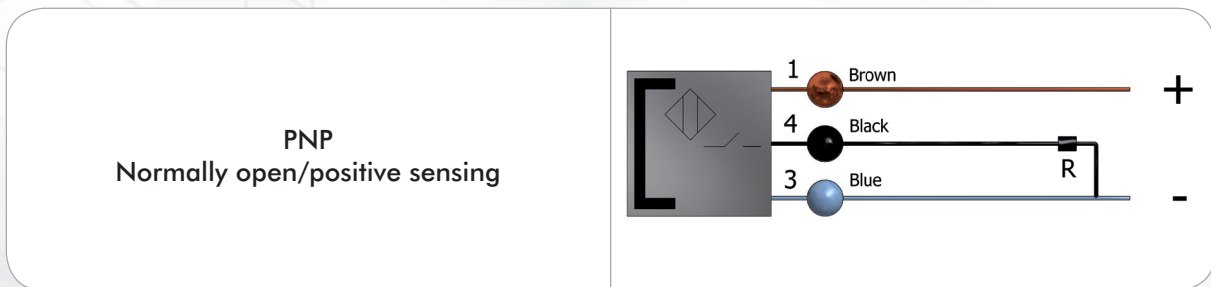 PNP
Normally open/positive sensing
1 Brown +
4 Black
R
3 Blue -